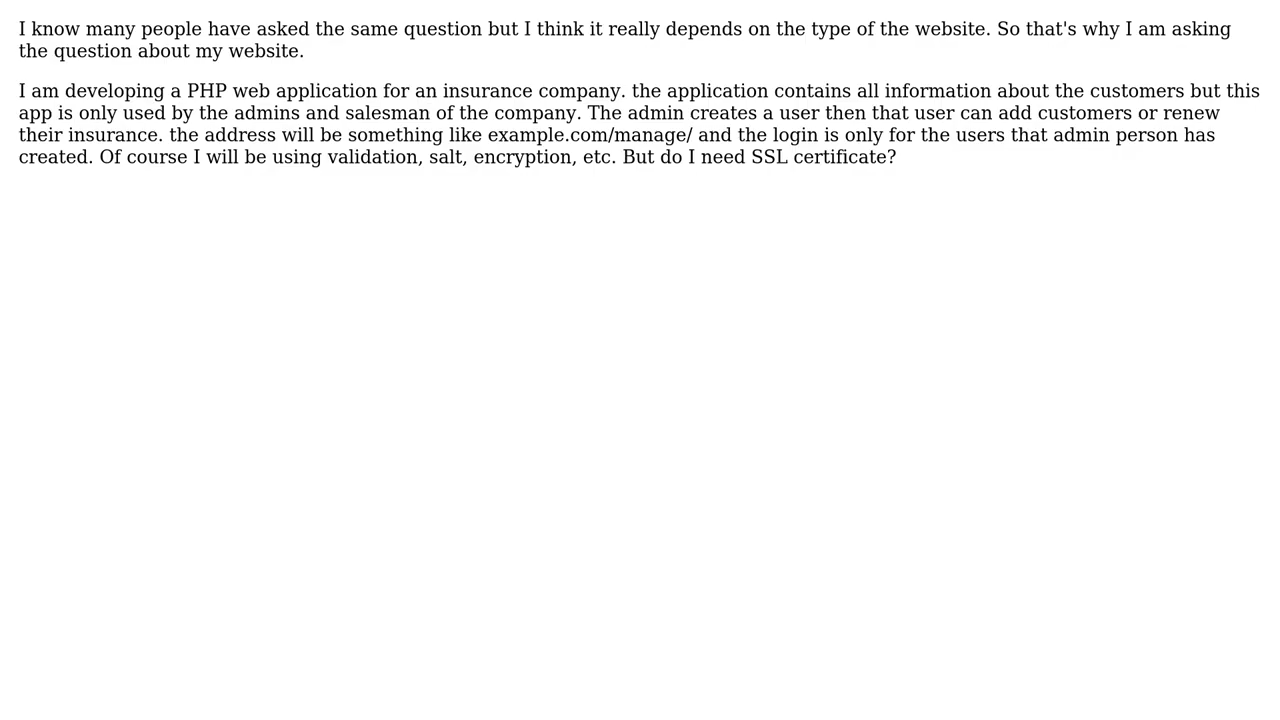 I know many people have asked the same question but I think it really depends on the type of the website. So that's why I am asking
the question about my website.
I am developing a PHP web application for an insurance company. the application contains all information about the customers but this
app is only used by the admins and salesman of the company. The admin creates a user then that user can add customers or renew
their insurance. the address will be something like example.com/manage/ and the login is only for the users that admin person has
created. Of course I will be using validation, salt, encryption, etc. But do I need SSL certificate?